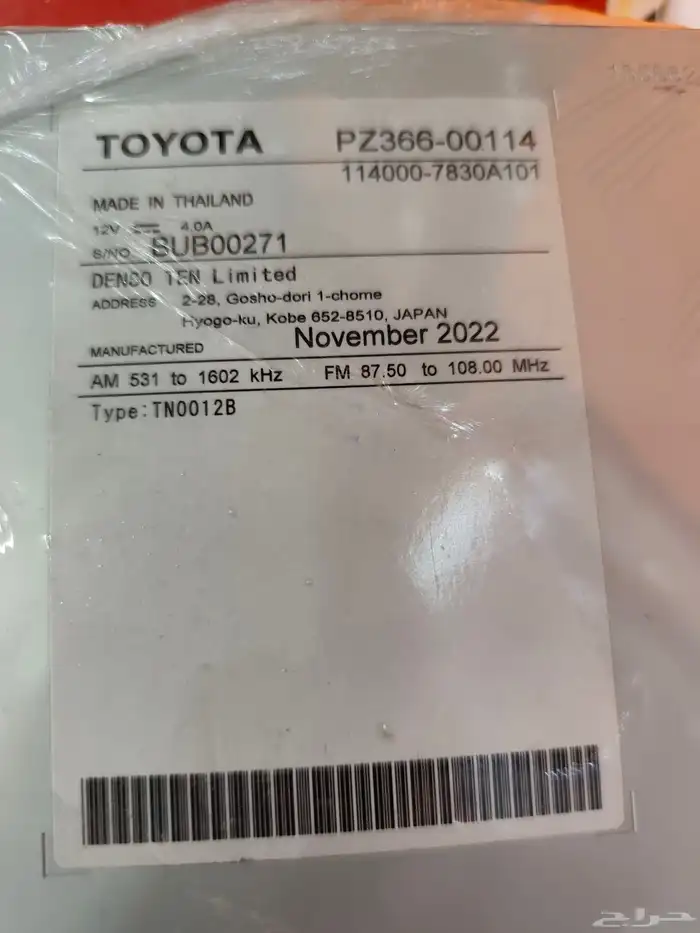 TOYOTA PZ366-00114
114000-7830A101
MADE IN THAILAND
12V 4.0A
S/NO BUB00271
DENSO TEN Limited
ADDRESS 2-28, Gosho-dori 1-chome
Hyogo-ku, Kobe 652-8510, JAPAN
MANUFACTURED November 2022
AM 531 to 1602 kHz FM 87.50 to 108.00 MHz
Type:TN0012B
حراج